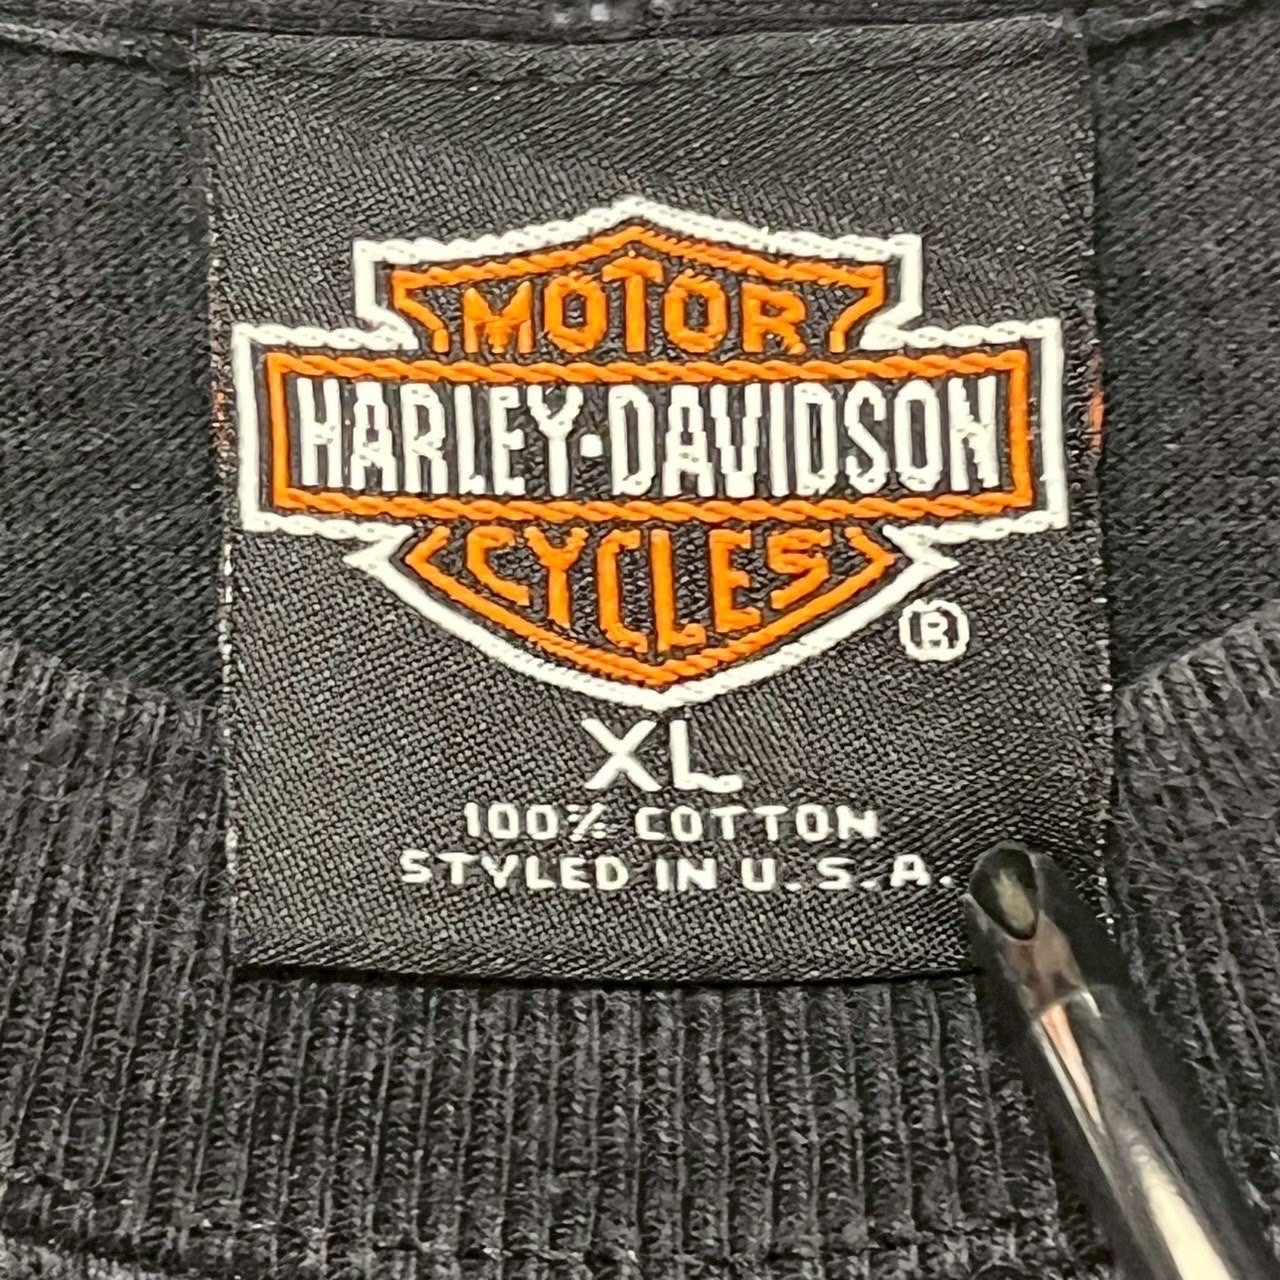 MOTOR
HARLEY-DAVIDSON
CYCLES
®
XL
100% COTTON
STYLED IN U.S.A.